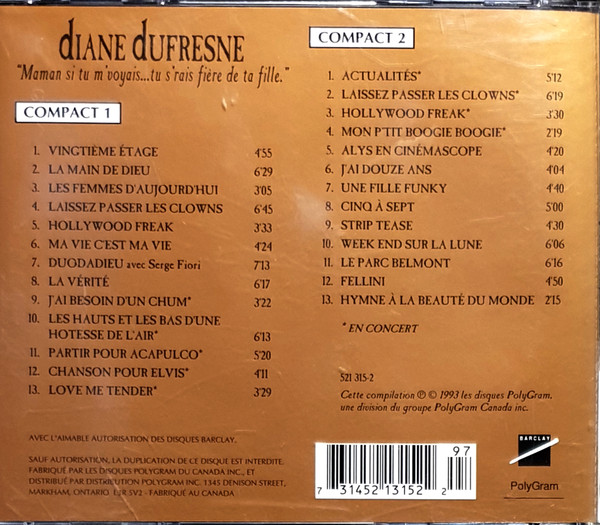 DIANE DUFRESNE
"Maman si tu m'voyais...tu s'rais fière de ta fille."
COMPACT 1
1. VINGTIÈME ÉTAGE 4'55
2. LA MAIN DE DIEU 6'29
3. LES FEMMES D'AUJOURD'HUI 3'05
4. LAISSEZ PASSER LES CLOWNS 6'45
5. HOLLYWOOD FREAK 3'33
6. MA VIE C'EST MA VIE 4'24
7. DUODADIEU avec Serge Fiori 7'13
8. LA VÉRITÉ 6'17
9. J'AI BESOIN D'UN CHUM* 3'22
10. LES HAUTS ET LES BAS D'UNE
HOTESSE DE L'AIR* 6'13
11. PARTIR POUR ACAPULCO* 5'20
12. CHANSON POUR ELVIS* 4'11
13. LOVE ME TENDER* 3'29
COMPACT 2
1. ACTUALITÉS* 5'12
2. LAISSEZ PASSER LES CLOWNS* 6'19
3. HOLLYWOOD FREAK* 3'30
4. MON P'TIT BOOGIE BOOGIE* 2'19
5. ALYS EN CINÉMASCOPE 4'20
6. J'AI DOUZE ANS 4'04
7. UNE FILLE FUNKY 4'40
8. CINQ À SEPT 5'00
9. STRIP TEASE 4'30
10. WEEK END SUR LA LUNE 6'06
11. LE PARC BELMONT 6'16
12. FELLINI 4'50
13. HYMNE À LA BEAUTÉ DU MONDE 2'15
* EN CONCERT
521 315-2
Cette compilation ℗ © 1993 les disques PolyGram,
une division du groupe PolyGram Canada inc.
AVEC L'AIMABLE AUTORISATION DES DISQUES BARCLAY.
SAUF AUTORISATION, LA DUPLICATION DE CE DISQUE EST INTERDITE.
FABRIQUÉ PAR LES DISQUES POLYGRAM DU CANADA INC., ET
DISTRIBUÉ PAR DISTRIBUTION POLYGRAM INC. 1345 DENISON STREET,
MARKHAM, ONTARIO. L3R 5V2 - FABRIQUÉ AU CANADA
97
7 31452 13152 2
BARCLAY
PolyGram